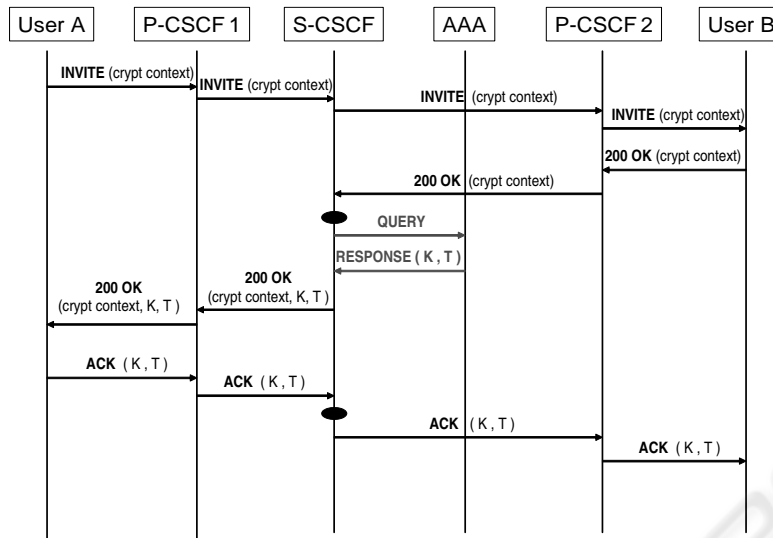 User A P-CSCF 1 S-CSCF AAA P-CSCF 2 User B
INVITE (crypt context)
INVITE (crypt context)
INVITE (crypt context)
INVITE (crypt context)
200 OK (crypt context)
200 OK (crypt context)
QUERY
RESPONSE ( K , T )
200 OK
(crypt context, K, T )
200 OK
(crypt context, K, T )
ACK ( K , T )
ACK ( K , T )
ACK ( K , T )
ACK ( K , T )